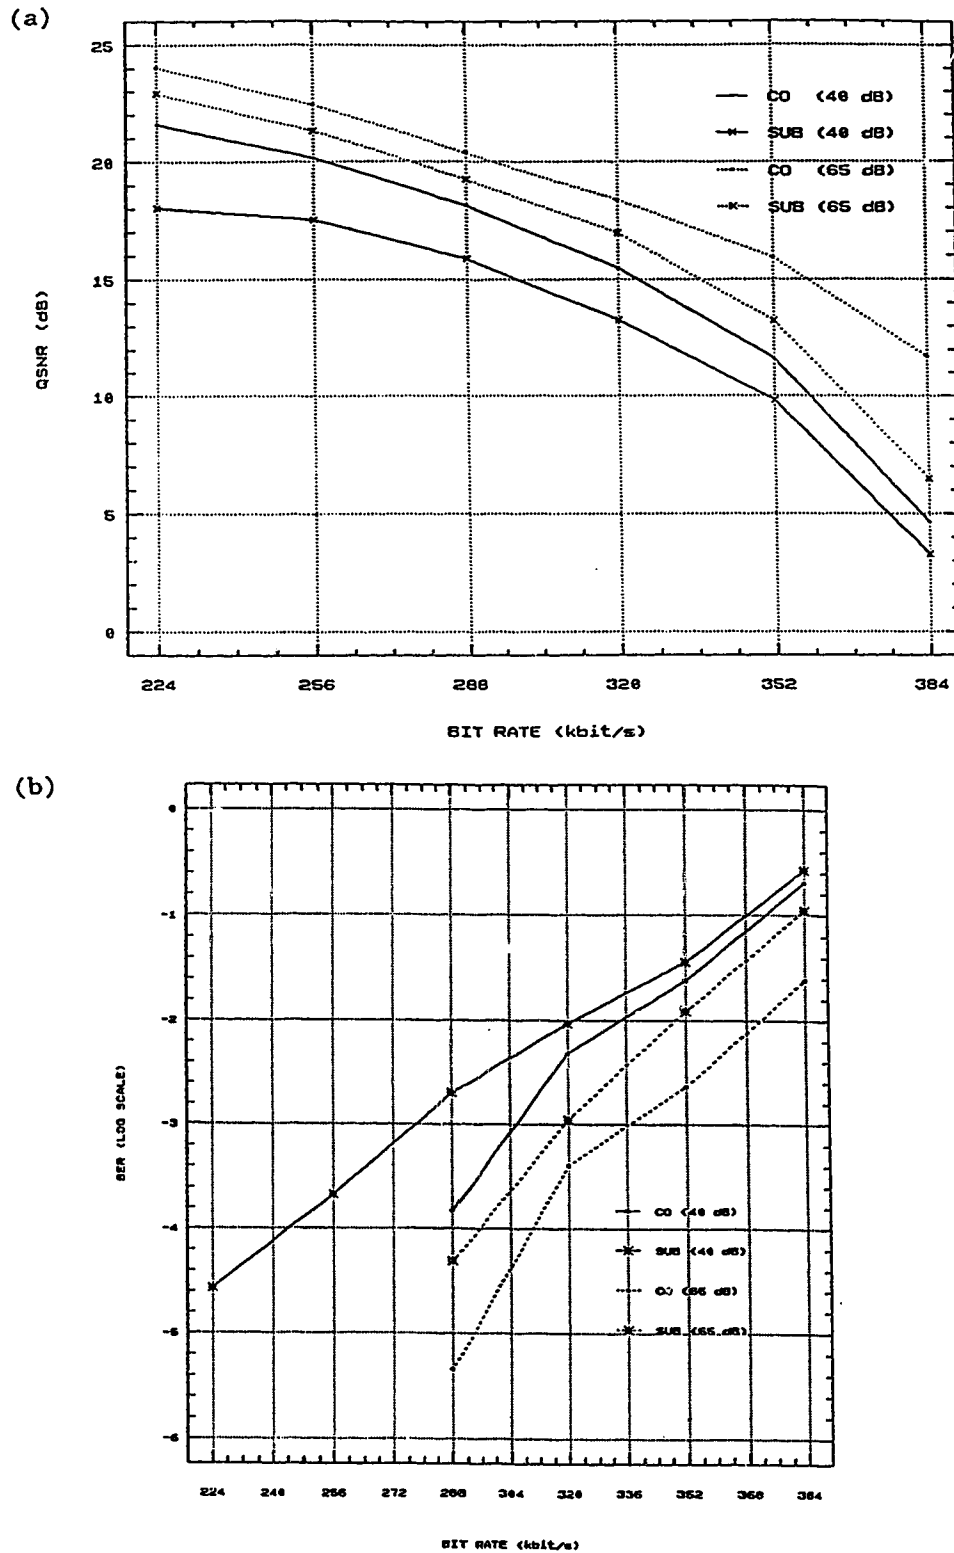 (a)
25
20
15
10
5
0
QSNR (dB)
CO (40 dB)
SUB (40 dB)
CO (65 dB)
SUB (65 dB)
224 256 288 320 352 384
BIT RATE (kbit/s)
(b)
0
-1
-2
-3
-4
-5
-6
BER (LOG SCALE)
CO (40 dB)
SUB (40 dB)
CO (65 dB)
SUB (65 dB)
224 240 256 272 288 304 320 336 352 368 384
BIT RATE (kbit/s)